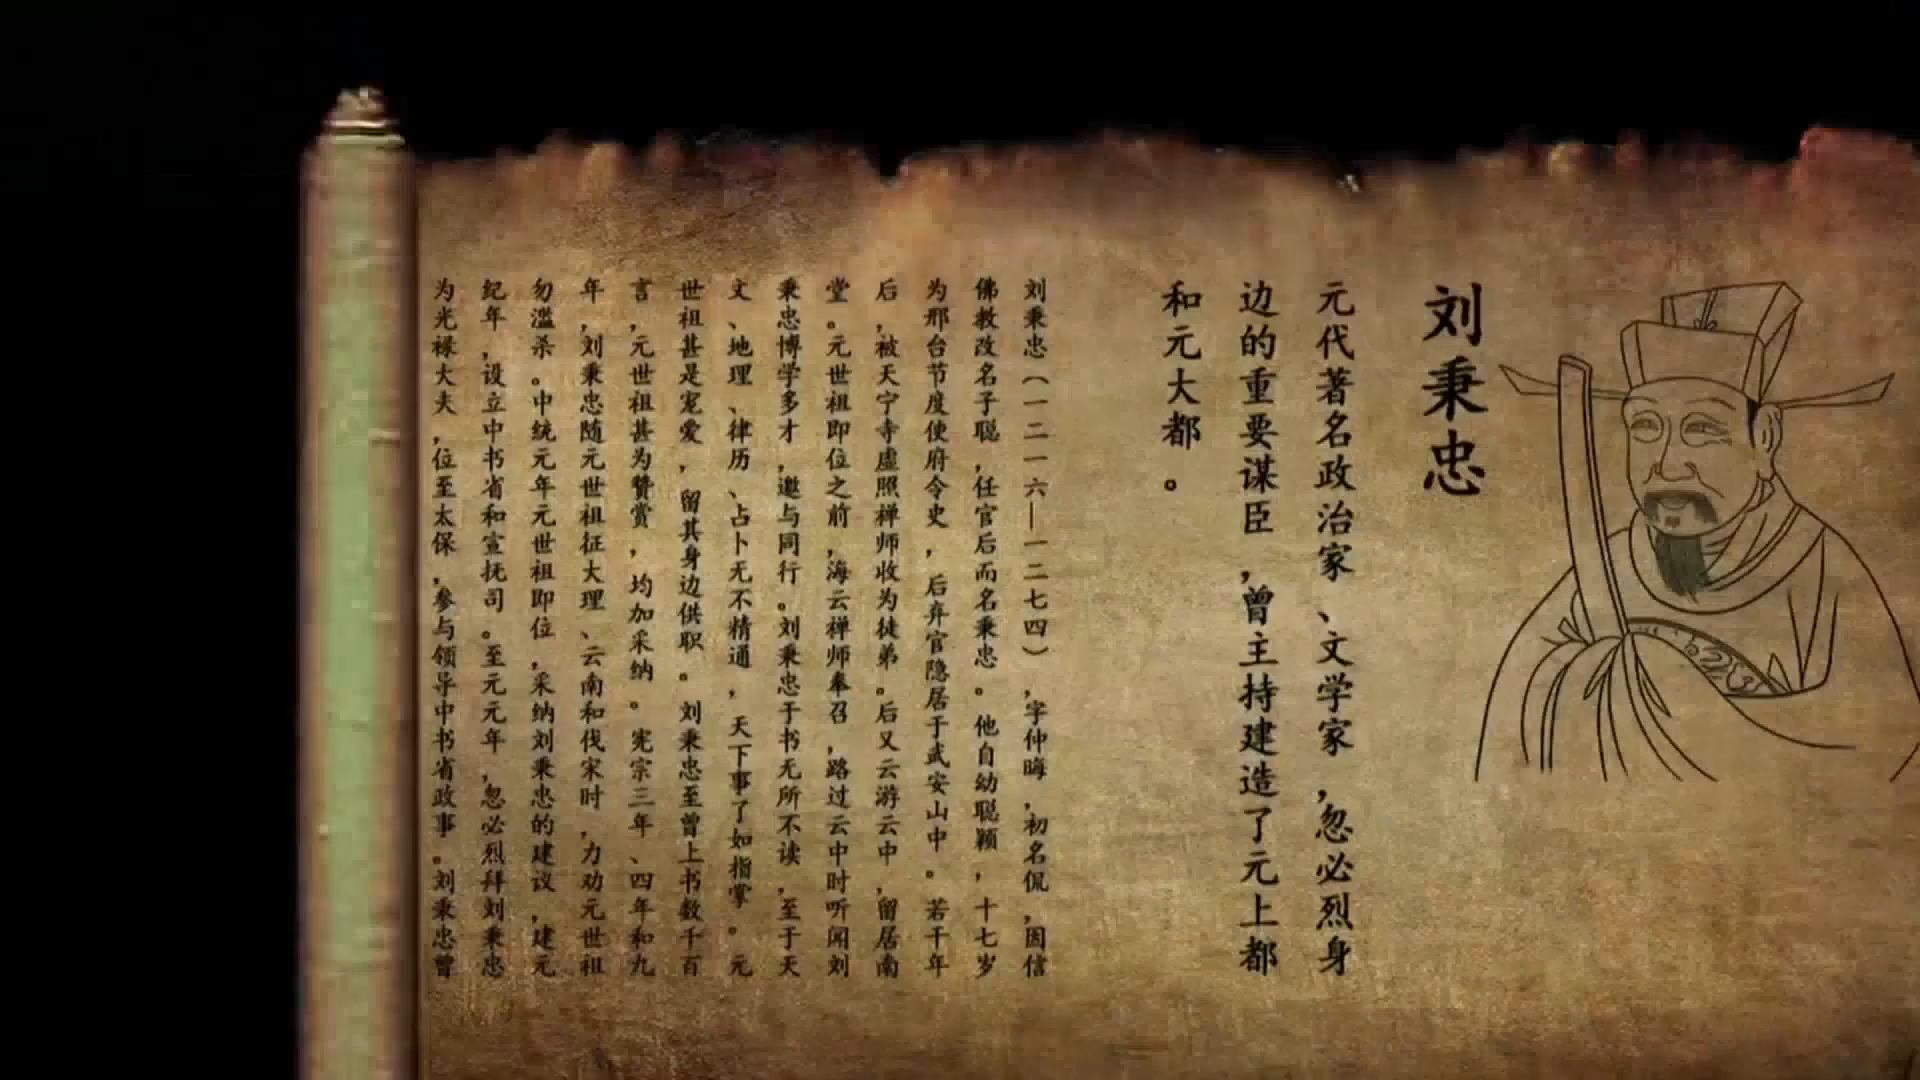 刘秉忠
元代著名政治家、文学家,忽必烈身
边的重要谋臣,曾主持建造了元上都
和元大都。
刘秉忠(一二一六—一二七四),字仲晦,初名侃,因信
佛教改名子聪,任官后而名秉忠。他自幼聪颖,十七岁
为邢台节度使府令史,后弃官隐居于武安山中。若干年
后,被天宁寺虚照禅师收为徒弟。后又云游云中,留居南
堂。元世祖即位之前,海云禅师奉召,路过云中时听闻刘
秉忠博学多才,邀与同行。刘秉忠于书无所不读,至于天
文、地理、律历、占卜无不精通,天下事了如指掌。元
世祖甚是宠爱,留其身边供职。刘秉忠至曾上书数千百
言,元世祖甚为赞赏,均加采纳。宪宗三年、四年和九
年,刘秉忠随元世祖征大理、云南和伐宋时,力劝元世祖
勿滥杀。中统元年元世祖即位,采纳刘秉忠的建议,建元
纪年,设立中书省和宣抚司。至元元年,忽必烈拜刘秉忠
为光禄大夫,位至太保,参与领导中书省政事。刘秉忠曾